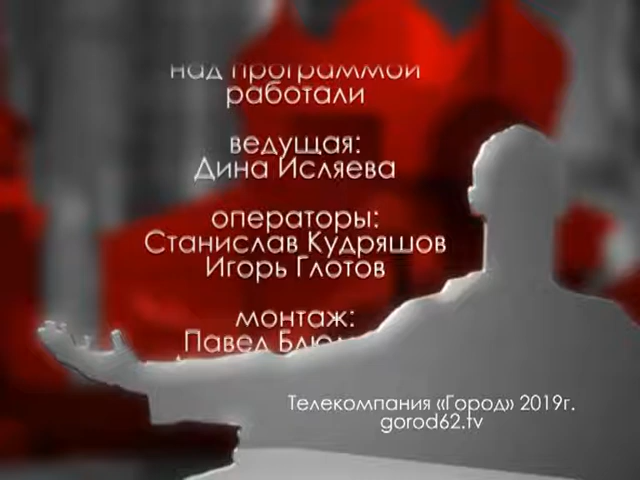 над программой
работали
ведущая:
Дина Исляева
операторы:
Станислав Кудряшов
Игорь Глотов
монтаж:
Павел
Телекомпания «Город» 2019г.
gorod62.tv